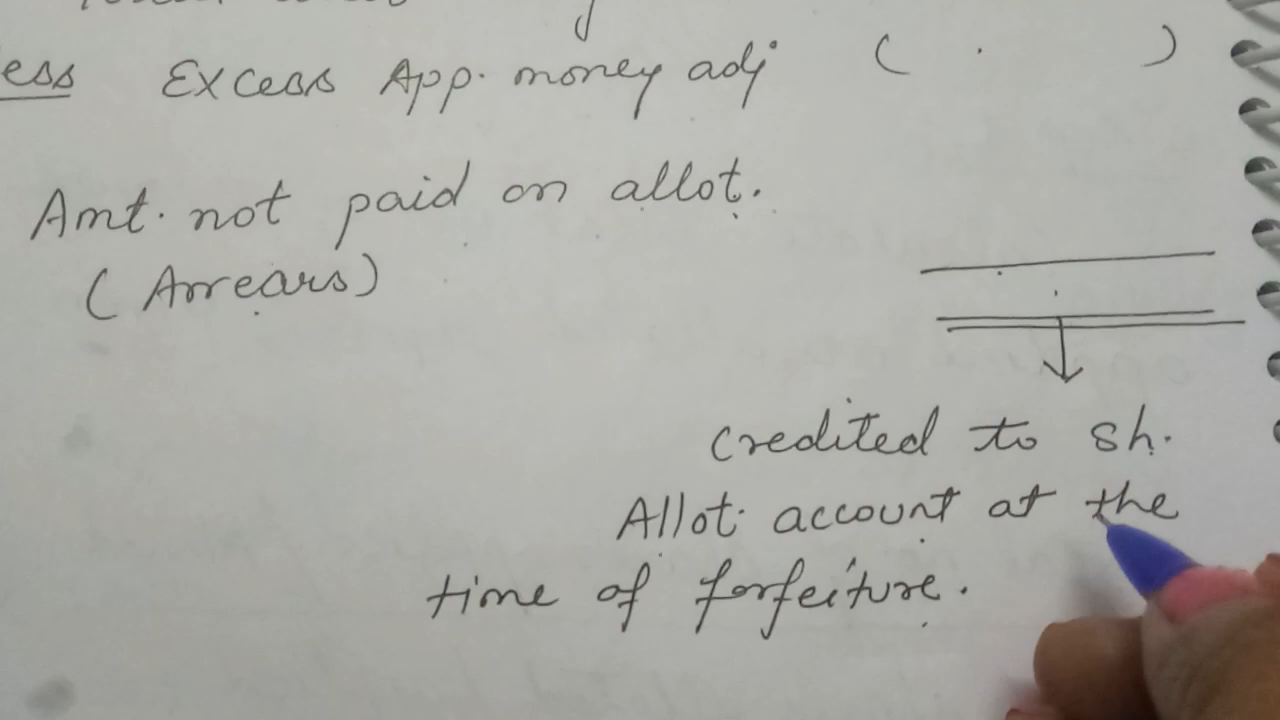 ess Excess App. money adj ( )
Amt. not paid on allot.
(Arrears)
credited to sh.
Allot. account at the
time of forfeiture.